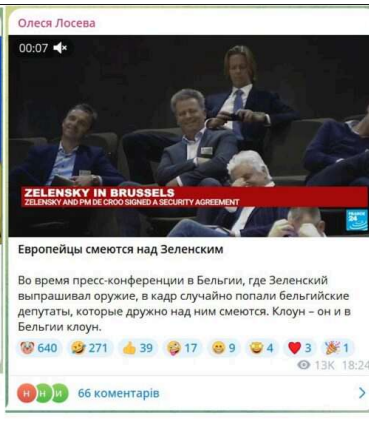 Олеся Лосева
00:07
ZELENSKY IN BRUSSELS
ZELENSKY AND PM DE CROO SIGNED A SECURITY AGREEMENT
FRANCE
24
Европейцы смеются над Зеленским
Во время пресс-конференции в Бельгии, где Зеленский
выпрашивал оружие, в кадр случайно попали бельгийские
депутаты, которые дружно над ним смеются. Клоун – он и в
Бельгии клоун.
640 271 39 17 9 4 3 1
13K 18:24
Н Н И 66 коментарів